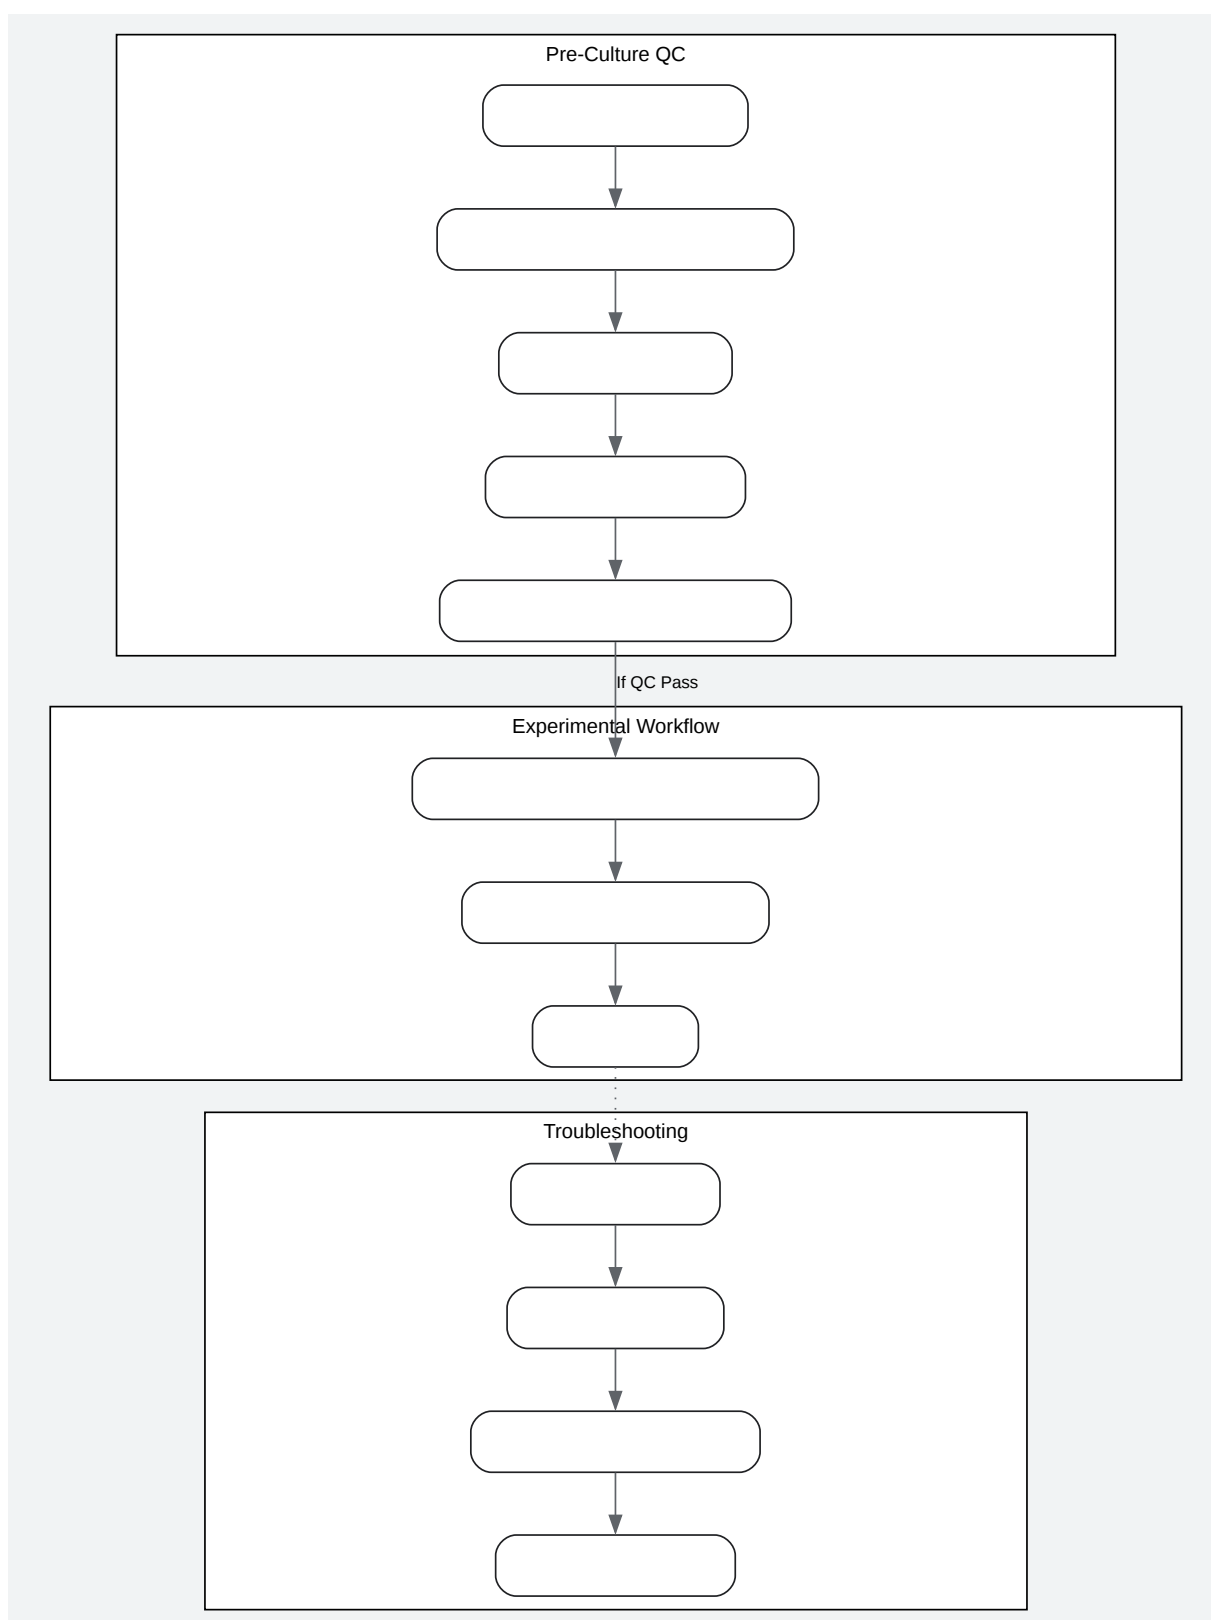 Pre-Culture QC
If QC Pass
Experimental Workflow
Troubleshooting